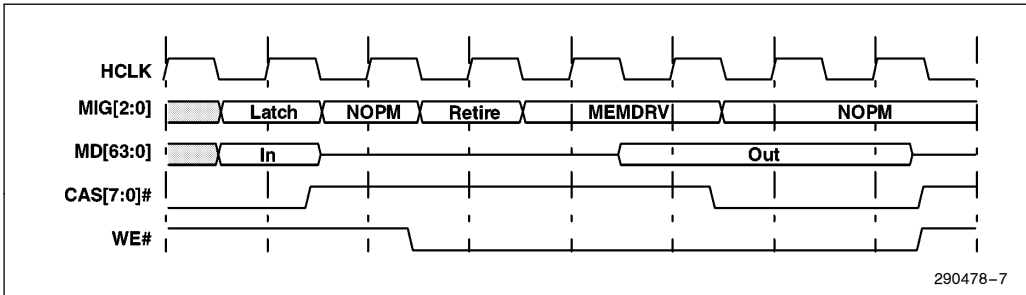 HCLK
MIG[2:0] Latch NOPM Retire MEMDRV NOPM
MD[63:0] In Out
CAS[7:0]#
WE#
290478–7